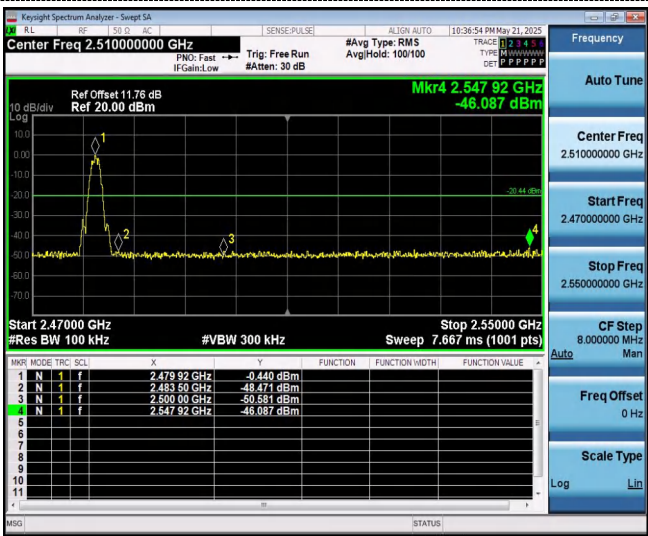 Keysight Spectrum Analyzer - Swept SA
RL RF 50 Ω AC SENSE:PULSE ALIGN AUTO 10:36:54 PM May 21, 2025
Center Freq 2.510000000 GHz
PNO: Fast
IFGain:Low
Trig: Free Run
#Atten: 30 dB
#Avg Type: RMS
Avg|Hold: 100/100
TRACE 1 2 3 4 5 6
TYPE M W W W W W
DET P P P P P P
Frequency
Auto Tune
Center Freq
2.510000000 GHz
Start Freq
2.470000000 GHz
Stop Freq
2.550000000 GHz
CF Step
8.000000 MHz
Auto Man
Freq Offset
0 Hz
Scale Type
Log Lin
Mkr4 2.547 92 GHz
-46.087 dBm
Ref Offset 11.76 dB
10 dB/div Ref 20.00 dBm
Log
10.0
0.00
-10.0
-20.0
-30.0
-40.0
-50.0
-60.0
-70.0
-20.44 dBm
1
2
3
4
Start 2.47000 GHz Stop 2.55000 GHz
#Res BW 100 kHz #VBW 300 kHz Sweep 7.667 ms (1001 pts)
MKR MODE TRC SCL X Y FUNCTION FUNCTION WIDTH FUNCTION VALUE
1 N 1 f 2.479 92 GHz -0.440 dBm
2 N 1 f 2.483 50 GHz -48.471 dBm
3 N 1 f 2.500 00 GHz -50.581 dBm
4 N 1 f 2.547 92 GHz -46.087 dBm
5
6
7
8
9
10
11
MSG STATUS